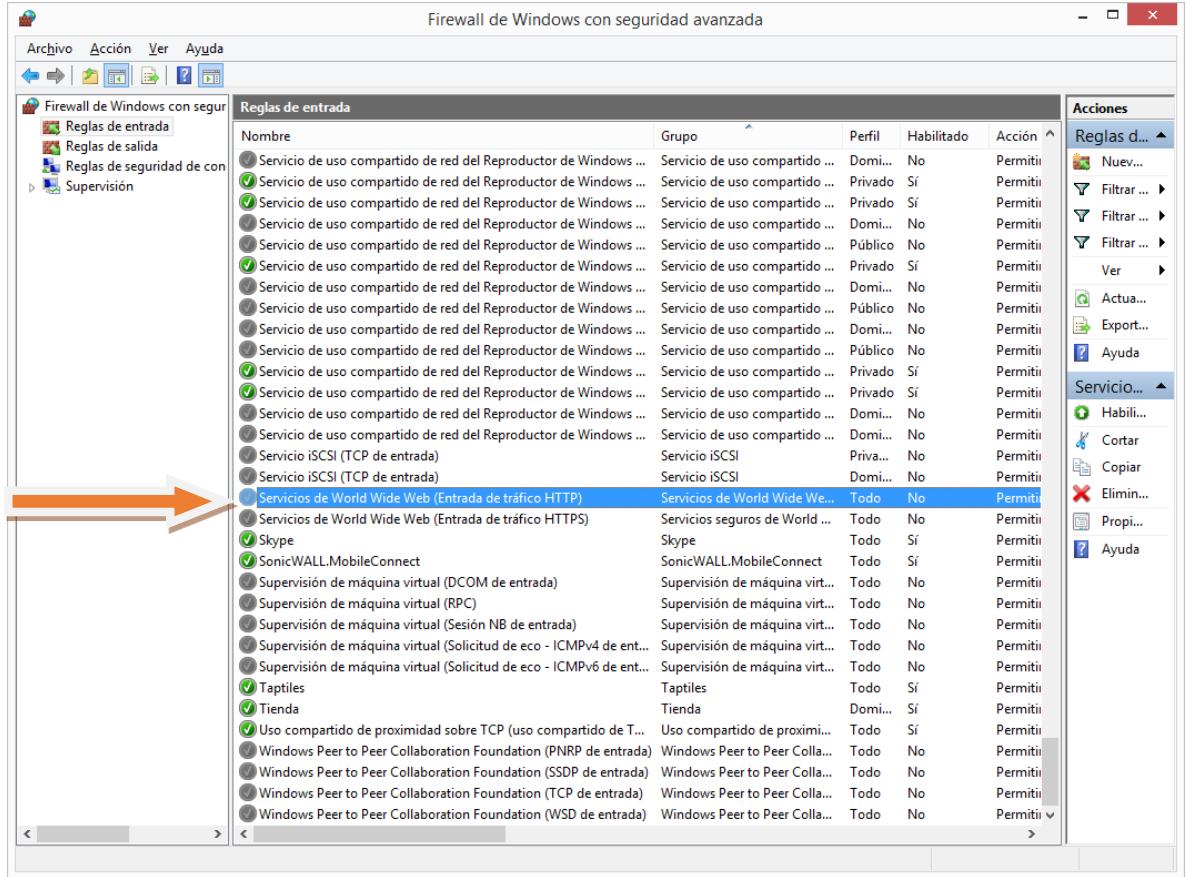 Firewall de Windows con seguridad avanzada
Archivo Acción Ver Ayuda
Firewall de Windows con segur
Reglas de entrada
Reglas de salida
Reglas de seguridad de con
Supervisión
Reglas de entrada
Nombre Grupo Perfil Habilitado Acción
Servicio de uso compartido de red del Reproductor de Windows ... Servicio de uso compartido ... Domi... No Permitir
Servicio de uso compartido de red del Reproductor de Windows ... Servicio de uso compartido ... Privado Sí Permitir
Servicio de uso compartido de red del Reproductor de Windows ... Servicio de uso compartido ... Privado Sí Permitir
Servicio de uso compartido de red del Reproductor de Windows ... Servicio de uso compartido ... Domi... No Permitir
Servicio de uso compartido de red del Reproductor de Windows ... Servicio de uso compartido ... Público No Permitir
Servicio de uso compartido de red del Reproductor de Windows ... Servicio de uso compartido ... Privado Sí Permitir
Servicio de uso compartido de red del Reproductor de Windows ... Servicio de uso compartido ... Domi... No Permitir
Servicio de uso compartido de red del Reproductor de Windows ... Servicio de uso compartido ... Público No Permitir
Servicio de uso compartido de red del Reproductor de Windows ... Servicio de uso compartido ... Domi... No Permitir
Servicio de uso compartido de red del Reproductor de Windows ... Servicio de uso compartido ... Público No Permitir
Servicio de uso compartido de red del Reproductor de Windows ... Servicio de uso compartido ... Privado Sí Permitir
Servicio de uso compartido de red del Reproductor de Windows ... Servicio de uso compartido ... Privado Sí Permitir
Servicio de uso compartido de red del Reproductor de Windows ... Servicio de uso compartido ... Domi... No Permitir
Servicio de uso compartido de red del Reproductor de Windows ... Servicio de uso compartido ... Domi... No Permitir
Servicio iSCSI (TCP de entrada) Servicio iSCSI Priva... No Permitir
Servicio iSCSI (TCP de entrada) Servicio iSCSI Domi... No Permitir
Servicios de World Wide Web (Entrada de tráfico HTTP) Servicios de World Wide We... Todo No Permitir
Servicios de World Wide Web (Entrada de tráfico HTTPS) Servicios seguros de World ... Todo No Permitir
Skype Skype Todo Sí Permitir
SonicWALL.MobileConnect SonicWALL.MobileConnect Todo Sí Permitir
Supervisión de máquina virtual (DCOM de entrada) Supervisión de máquina virt... Todo No Permitir
Supervisión de máquina virtual (RPC) Supervisión de máquina virt... Todo No Permitir
Supervisión de máquina virtual (Sesión NB de entrada) Supervisión de máquina virt... Todo No Permitir
Supervisión de máquina virtual (Solicitud de eco - ICMPv4 de ent... Supervisión de máquina virt... Todo No Permitir
Supervisión de máquina virtual (Solicitud de eco - ICMPv6 de ent... Supervisión de máquina virt... Todo No Permitir
Taptiles Taptiles Todo Sí Permitir
Tienda Tienda Domi... Sí Permitir
Uso compartido de proximidad sobre TCP (uso compartido de T... Uso compartido de proximi... Todo Sí Permitir
Windows Peer to Peer Collaboration Foundation (PNRP de entrada) Windows Peer to Peer Colla... Todo No Permitir
Windows Peer to Peer Collaboration Foundation (SSDP de entrada) Windows Peer to Peer Colla... Todo No Permitir
Windows Peer to Peer Collaboration Foundation (TCP de entrada) Windows Peer to Peer Colla... Todo No Permitir
Windows Peer to Peer Collaboration Foundation (WSD de entrada) Windows Peer to Peer Colla... Todo No Permitir
Acciones
Reglas d...
Nuev...
Filtrar ...
Filtrar ...
Filtrar ...
Ver
Actua...
Export...
Ayuda
Servicio...
Habili...
Cortar
Copiar
Elimin...
Propi...
Ayuda